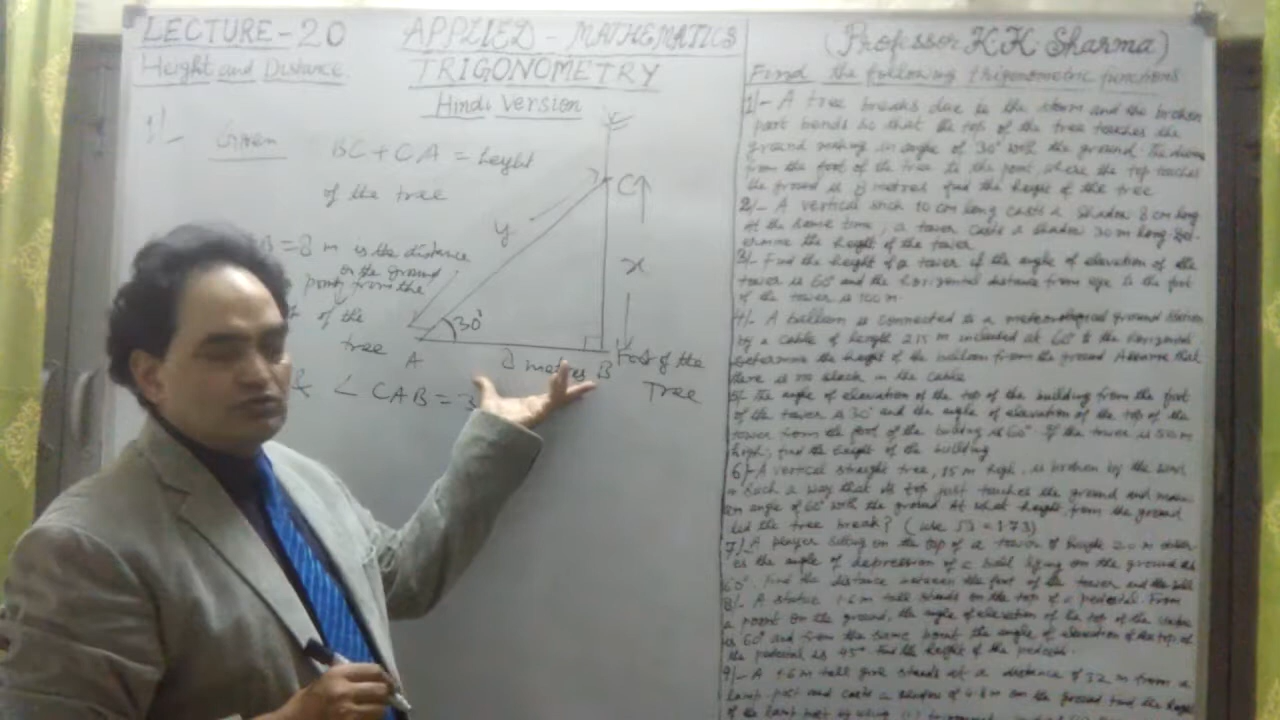 LECTURE-20
APPLIED - MATHEMATICS
(Professor K K Sharma)
Height and Distance
TRIGONOMETRY
Hindi Version
1/-
Given
BC + CA = heyht
of the tree
B = 8 m is the distance
on the ground
point from the
of the
tree
& ∠ CAB = 3
y
C
x
30°
A
8 metres B
Foot of the
Tree
Find the following trigonometric functions
1/- A tree breaks due to the storm and the broken
part bends so that the top of the tree touches the
ground making an angle of 30° with the ground. The
from the foot of the tree to the point where the top touches
the ground is 8 metres find the height of the tree
2/- A vertical stick 10 cm long casts a shadow 8 cm long
At the same time, a tower casts a shadow 30 m long. Det-
ermine the height of the tower
3/- Find the height of a tower if the angle of elevation of the
tower is 60° and the horizontal distance from eye to the foot
of the tower is 100 m
4/- A balloon is connected to a meteorological ground station
by a cable of height 215 m inclined at 60° to the horizontal
Determine the height of the balloon from the ground Assume that
there is no slack in the cable
5/- The angle of elevation of the top of the building from the foot
of the tower is 30° and the angle of elevation of the top of the
tower from the foot of the building is 60°. If the tower is 50 m
high, find the height of the building
6/- A vertical straight tree, 15 m high, is broken by the wind
in such a way that its top just touches the ground and make
an angle of 60° with the ground. At what height from the ground
did the tree break? (use √3 = 1.73)
7/- A player sitting on the top of a tower of height 20 m
es the angle of depression of a ball lying on the ground as
60°. Find the distance between the foot of the tower and the ball
8/- A statue 1.6 m tall stands on the top of a pedestal. From
a point on the ground, the angle of elevation of the top of the statue
is 60° and from the same point the angle of elevation of the top of
the pedestal is 45°. Find the height of the pedestal.
9/- A 1.6 m tall girl stands at a distance of 3.2 m from a
lamp-post and casts a shadow of 4.8 m on the ground find the height
of the lamp post by using